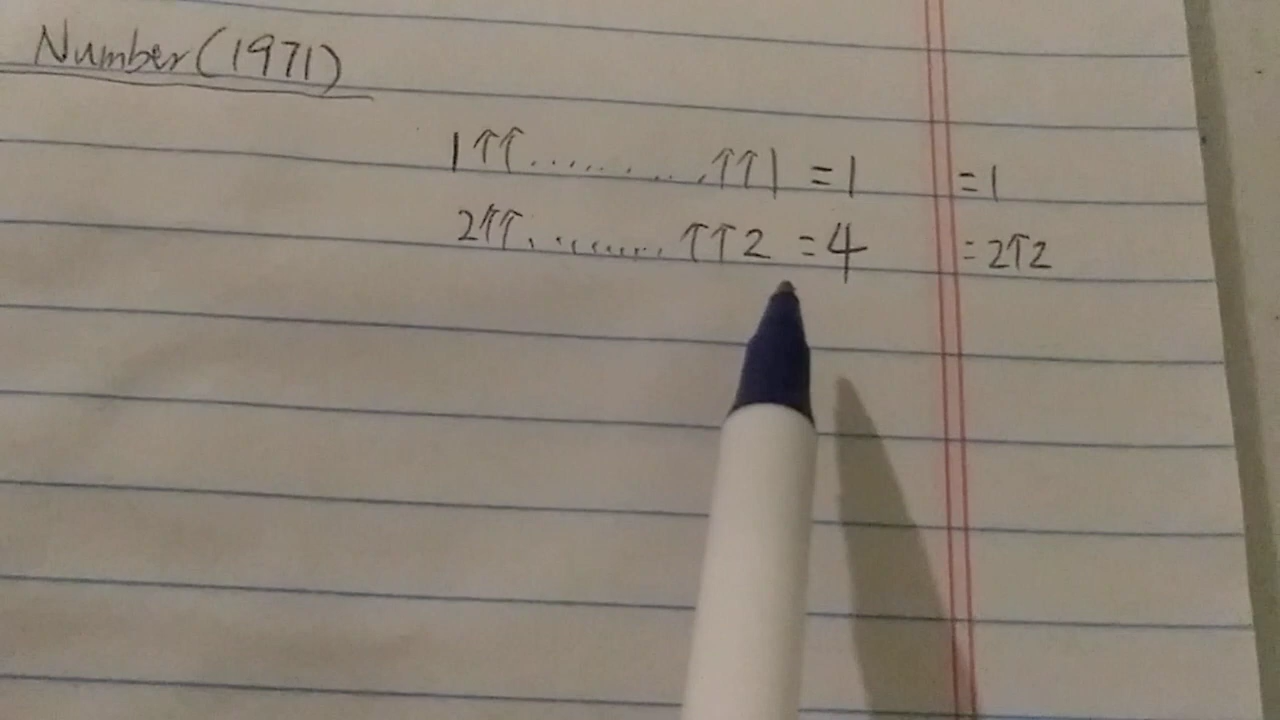 Number(1971)
1↑↑..........↑↑1 =1 =1
2↑↑..........↑↑2 =4 =2↑2